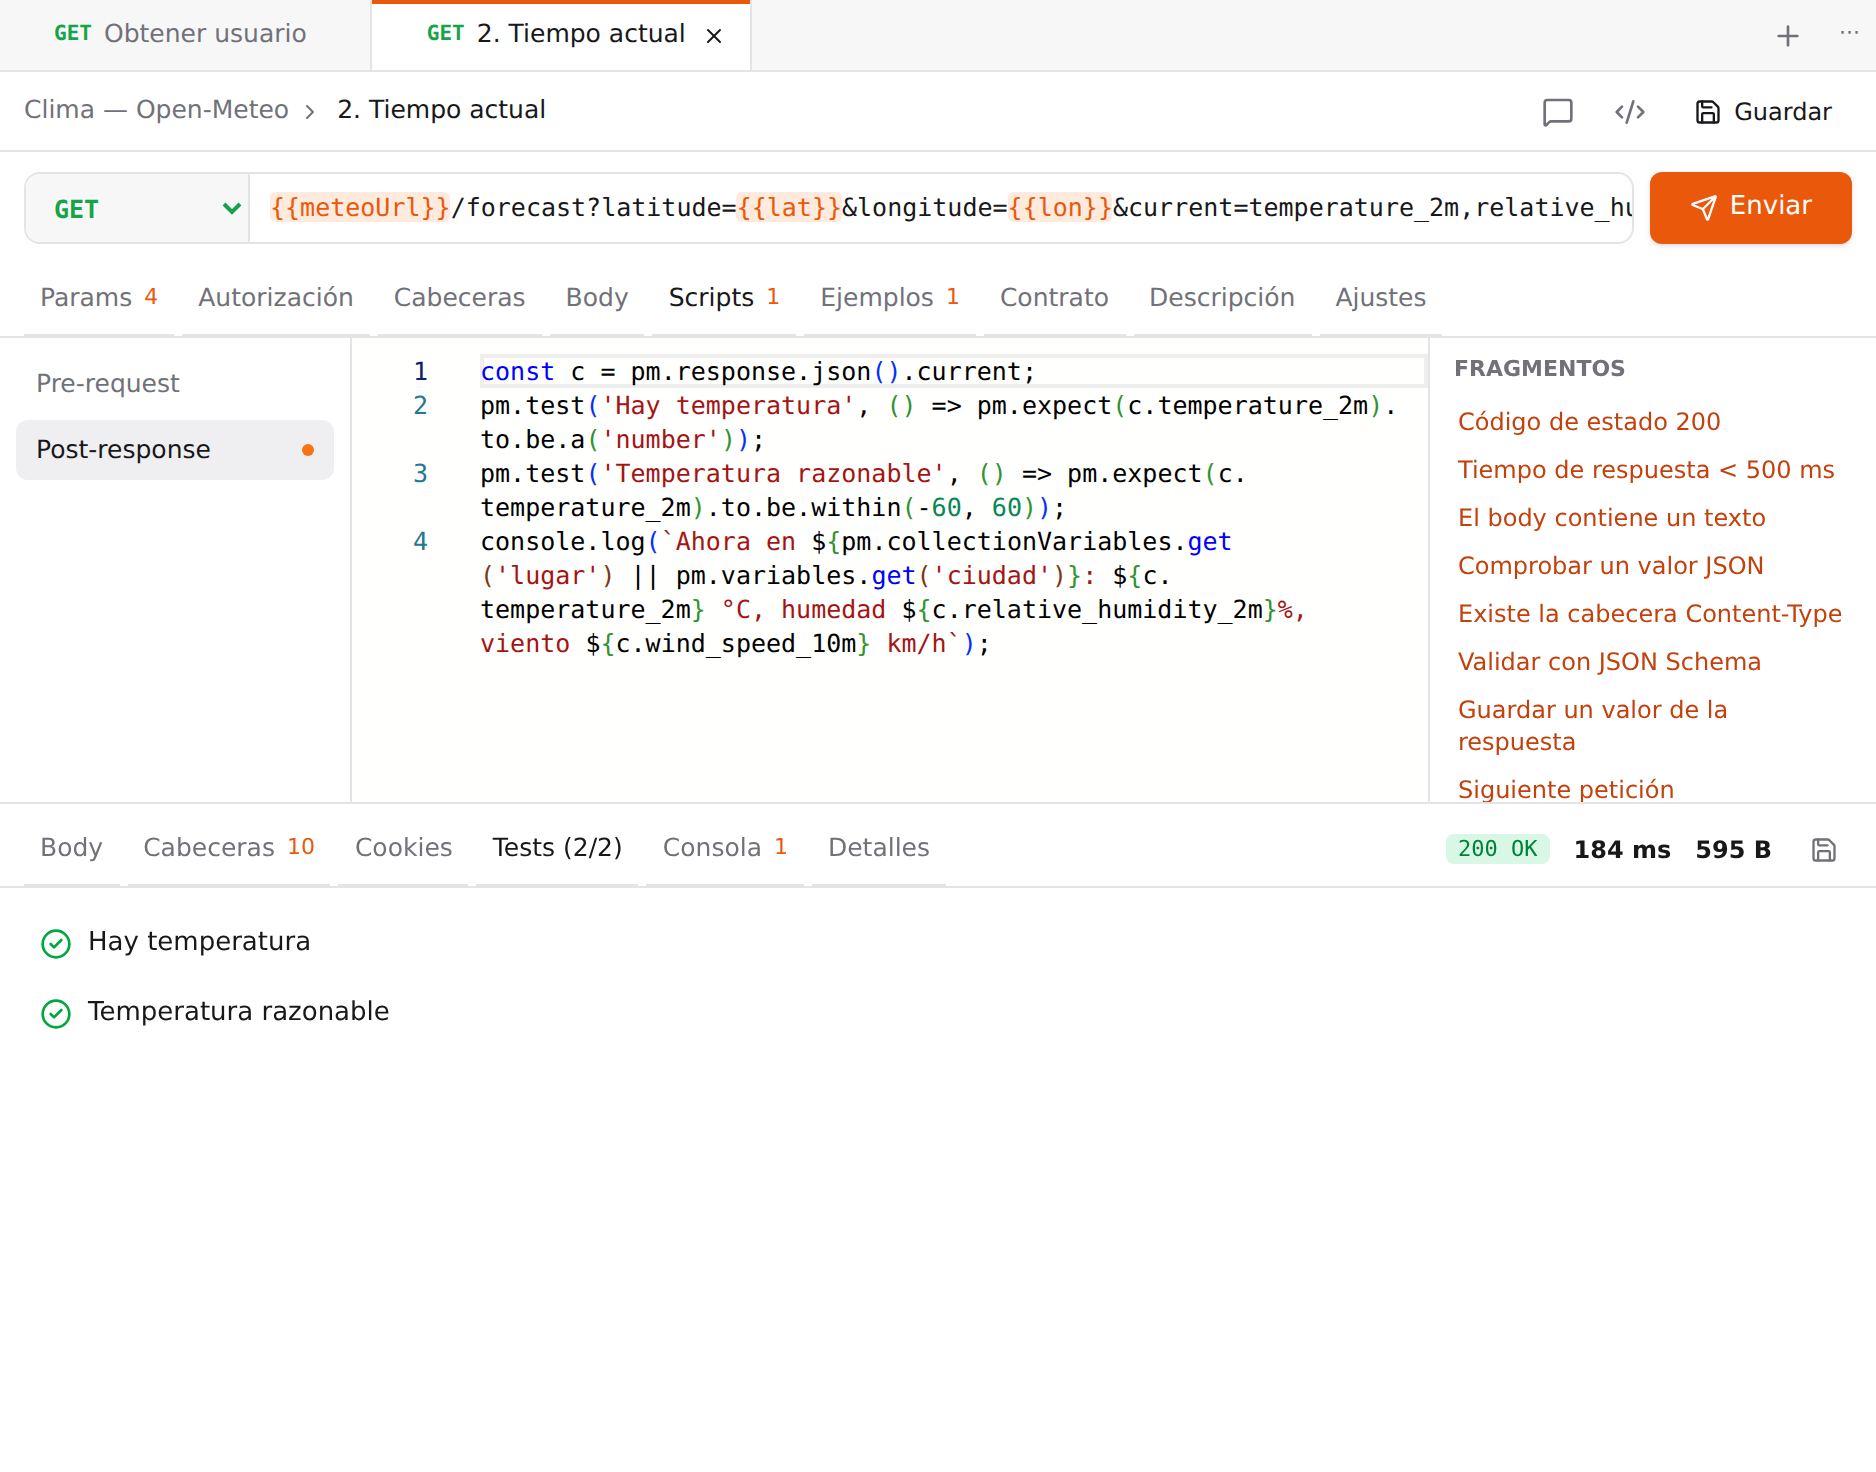 GET Obtener usuario
GET 2. Tiempo actual
Clima — Open-Meteo > 2. Tiempo actual
Guardar
GET
{{meteoUrl}}/forecast?latitude={{lat}}&longitude={{lon}}&current=temperature_2m,relative_hu
Enviar
Params 4 Autorización Cabeceras Body Scripts 1 Ejemplos 1 Contrato Descripción Ajustes
Pre-request
Post-response
1 const c = pm.response.json().current;
2 pm.test('Hay temperatura', () => pm.expect(c.temperature_2m).
to.be.a('number'));
3 pm.test('Temperatura razonable', () => pm.expect(c.
temperature_2m).to.be.within(-60, 60));
4 console.log(`Ahora en ${pm.collectionVariables.get
('lugar') || pm.variables.get('ciudad')}: ${c.
temperature_2m} °C, humedad ${c.relative_humidity_2m}%,
viento ${c.wind_speed_10m} km/h`);
FRAGMENTOS
Código de estado 200
Tiempo de respuesta < 500 ms
El body contiene un texto
Comprobar un valor JSON
Existe la cabecera Content-Type
Validar con JSON Schema
Guardar un valor de la
respuesta
Siguiente petición
Body Cabeceras 10 Cookies Tests (2/2) Consola 1 Detalles
200 OK 184 ms 595 B
Hay temperatura
Temperatura razonable